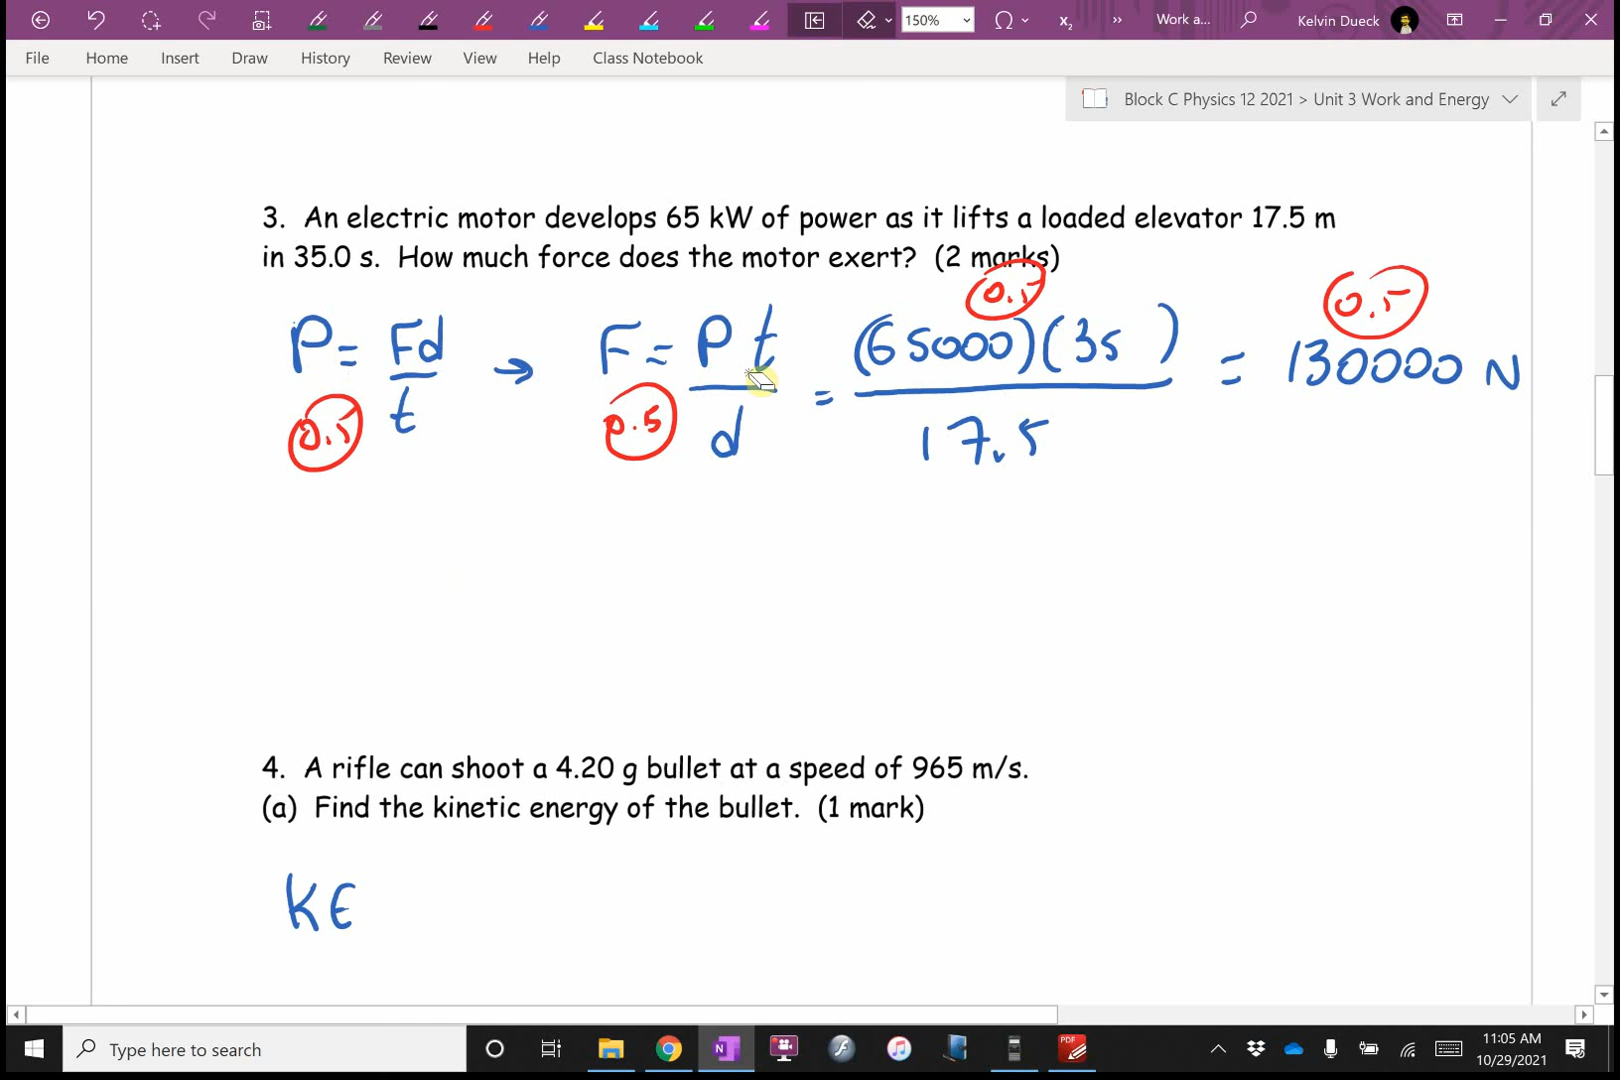 150%
Ω
x₂
»
Work a...
Kelvin Dueck
File Home Insert Draw History Review View Help Class Notebook
Block C Physics 12 2021 > Unit 3 Work and Energy
3. An electric motor develops 65 kW of power as it lifts a loaded elevator 17.5 m
in 35.0 s. How much force does the motor exert? (2 marks)
0.5 0.5
P = Fd/t → F = Pt/d = (65000)(35 )/17.5 = 130000 N
0.5 0.5
4. A rifle can shoot a 4.20 g bullet at a speed of 965 m/s.
(a) Find the kinetic energy of the bullet. (1 mark)
KE
Type here to search
N
PDF
11:05 AM
10/29/2021